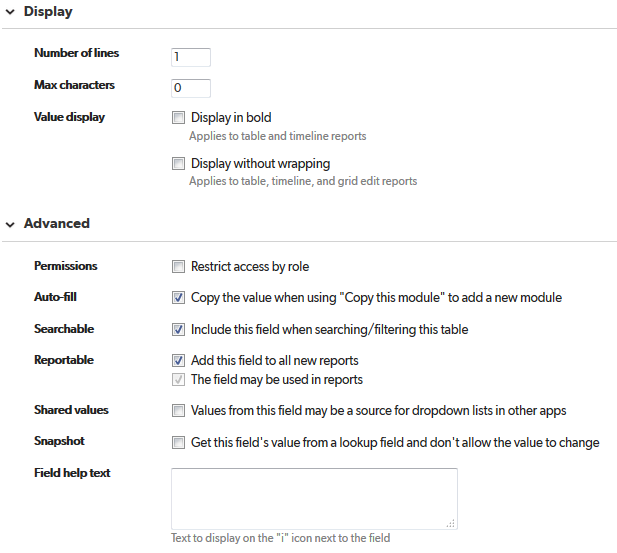 Display
Number of lines 1
Max characters 0
Value display Display in bold
Applies to table and timeline reports
Display without wrapping
Applies to table, timeline, and grid edit reports
Advanced
Permissions Restrict access by role
Auto-fill Copy the value when using "Copy this module" to add a new module
Searchable Include this field when searching/filtering this table
Reportable Add this field to all new reports
The field may be used in reports
Shared values Values from this field may be a source for dropdown lists in other apps
Snapshot Get this field's value from a lookup field and don't allow the value to change
Field help text
Text to display on the "i" icon next to the field